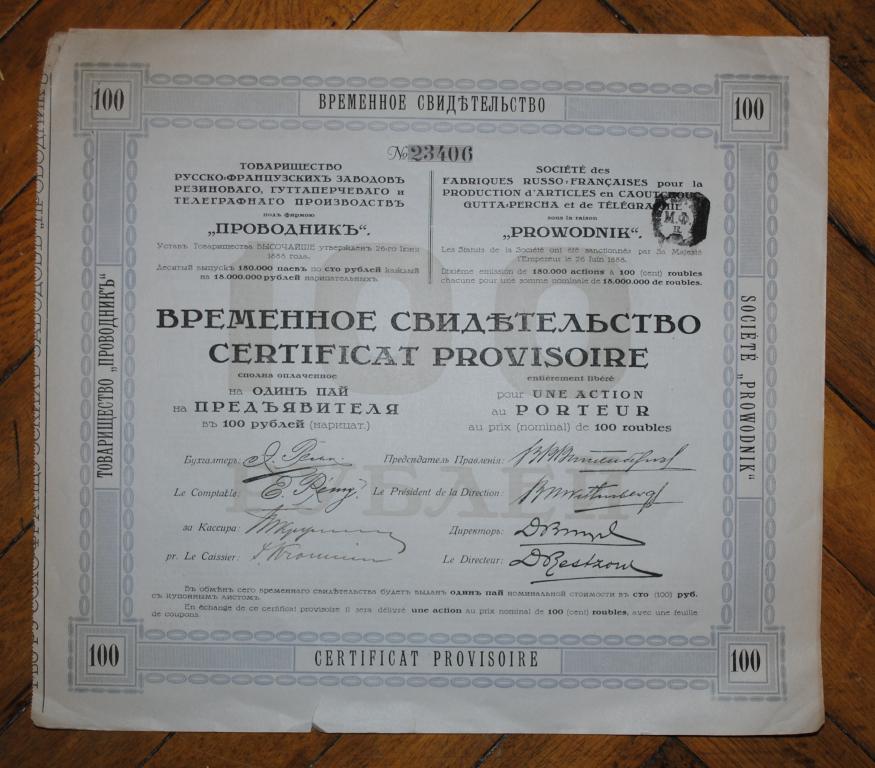 100
ВРЕМЕННОЕ СВИДѢТЕЛЬСТВО
100
№ 23406
ТОВАРИЩЕСТВО
РУССКО-ФРАНЦУЗСКИХЪ ЗАВОДОВЪ
РЕЗИНОВАГО, ГУТТАПЕРЧЕВАГО и
ТЕЛЕГРАФНАГО ПРОИЗВОДСТВЪ
подъ фирмою
„ПРОВОДНИКЪ“.
Уставъ Товарищества ВЫСОЧАЙШЕ утвержденъ 26-го Іюня
1888 года.
Десятый выпускъ 180.000 паевъ по сто рублей каждый
на 18.000.000 рублей нарицательныхъ.
SOCIÉTÉ des
FABRIQUES RUSSO-FRANÇAISES pour la
PRODUCTION d'ARTICLES en CAOUTCHOUC
GUTTA-PERCHA et de TÉLÉGRAPHIE
sous la raison
„PROWODNIK“.
М.Ф.
Les Statuts de la Société ont été sanctionnés par Sa Majesté
l'Empereur le 26 Juin 1888.
Dixième emission de 180.000 actions à 100 (cent) roubles
chacune pour une somme nominale de 18.000.000 de roubles.
ВРЕМЕННОЕ СВИДѢТЕЛЬСТВО
CERTIFICAT PROVISOIRE
сполна оплаченное
на ОДИНЪ ПАЙ
на ПРЕДЪЯВИТЕЛЯ
въ 100 рублей (нарицат.)
entièrement libéré
pour UNE ACTION
au PORTEUR
au prix (nominal) de 100 roubles
100
РУБЛЕЙ
Бухгалтеръ:
Предсѣдатель Правленія:
Le Comptable: E. Rémy
Le Président de la Direction:
за Кассира:
Директоръ:
pr. Le Caissier:
Le Directeur:
Въ обмѣнъ сего временнаго свидѣтельства будетъ выданъ одинъ пай номинальной стоимости въ сто (100) руб.
съ купоннымъ листомъ.
En échange de ce certificat provisoire il sera délivré une action au prix nominal de 100 (cent) roubles, avec une feuille
de coupons.
ТОВАРИЩЕСТВО „ПРОВОДНИКЪ“
SOCIÉTÉ „PROWODNIK“
100
CERTIFICAT PROVISOIRE
100